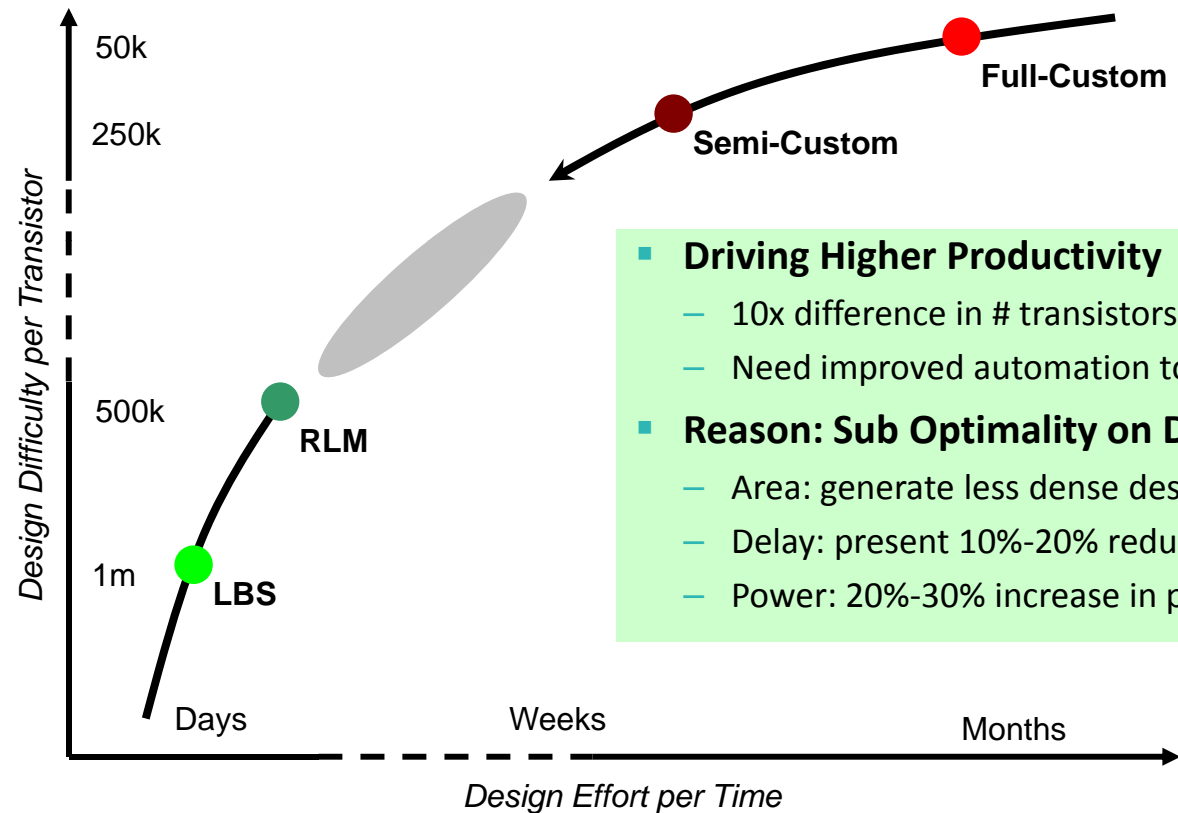 50k
Full-Custom
250k
Semi-Custom
Design Difficulty per Transistor
▪ Driving Higher Productivity
– 10x difference in # transistors
– Need improved automation to
500k
RLM
▪ Reason: Sub Optimality on D
– Area: generate less dense des
– Delay: present 10%-20% redu
1m
LBS
– Power: 20%-30% increase in p
Days
Weeks
Months
Design Effort per Time